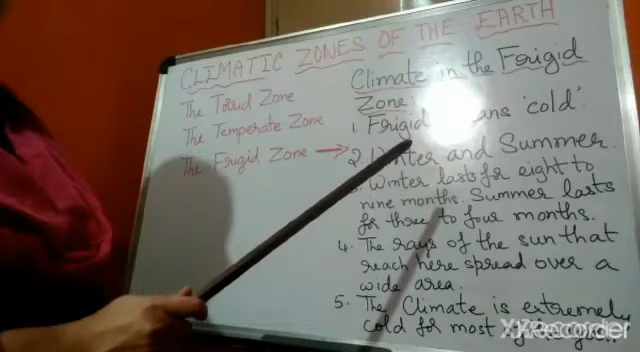 CLIMATIC ZONES OF THE EARTH
The Torrid Zone
The Temperate Zone
The Frigid Zone →
Climate in the Frigid
Zone:
1. Frigid 'cold'.
2. Winter and Summer.
Winter lasts for eight to
nine months. Summer lasts
for three to four months.
4. The rays of the sun that
reach here spread over a
wide area.
5. The Climate is extremely
cold for most
XRecorder